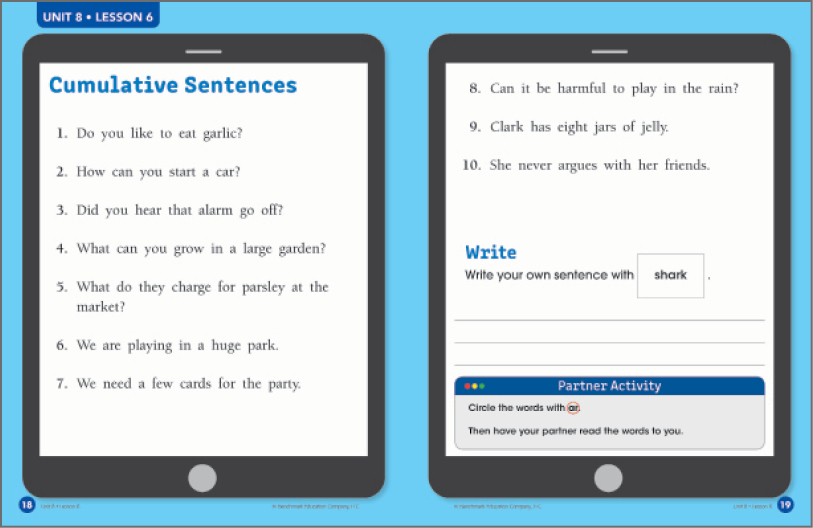 UNIT 8 • LESSON 6
Cumulative Sentences
1. Do you like to eat garlic?
2. How can you start a car?
3. Did you hear that alarm go off?
4. What can you grow in a large garden?
5. What do they charge for parsley at the
market?
6. We are playing in a huge park.
7. We need a few cards for the party.
18 Unit 8 • Lesson 6
© Benchmark Education Company, LLC
8. Can it be harmful to play in the rain?
9. Clark has eight jars of jelly.
10. She never argues with her friends.
Write
Write your own sentence with shark .
Partner Activity
Circle the words with ar.
Then have your partner read the words to you.
© Benchmark Education Company, LLC
Unit 8 • Lesson 6 19